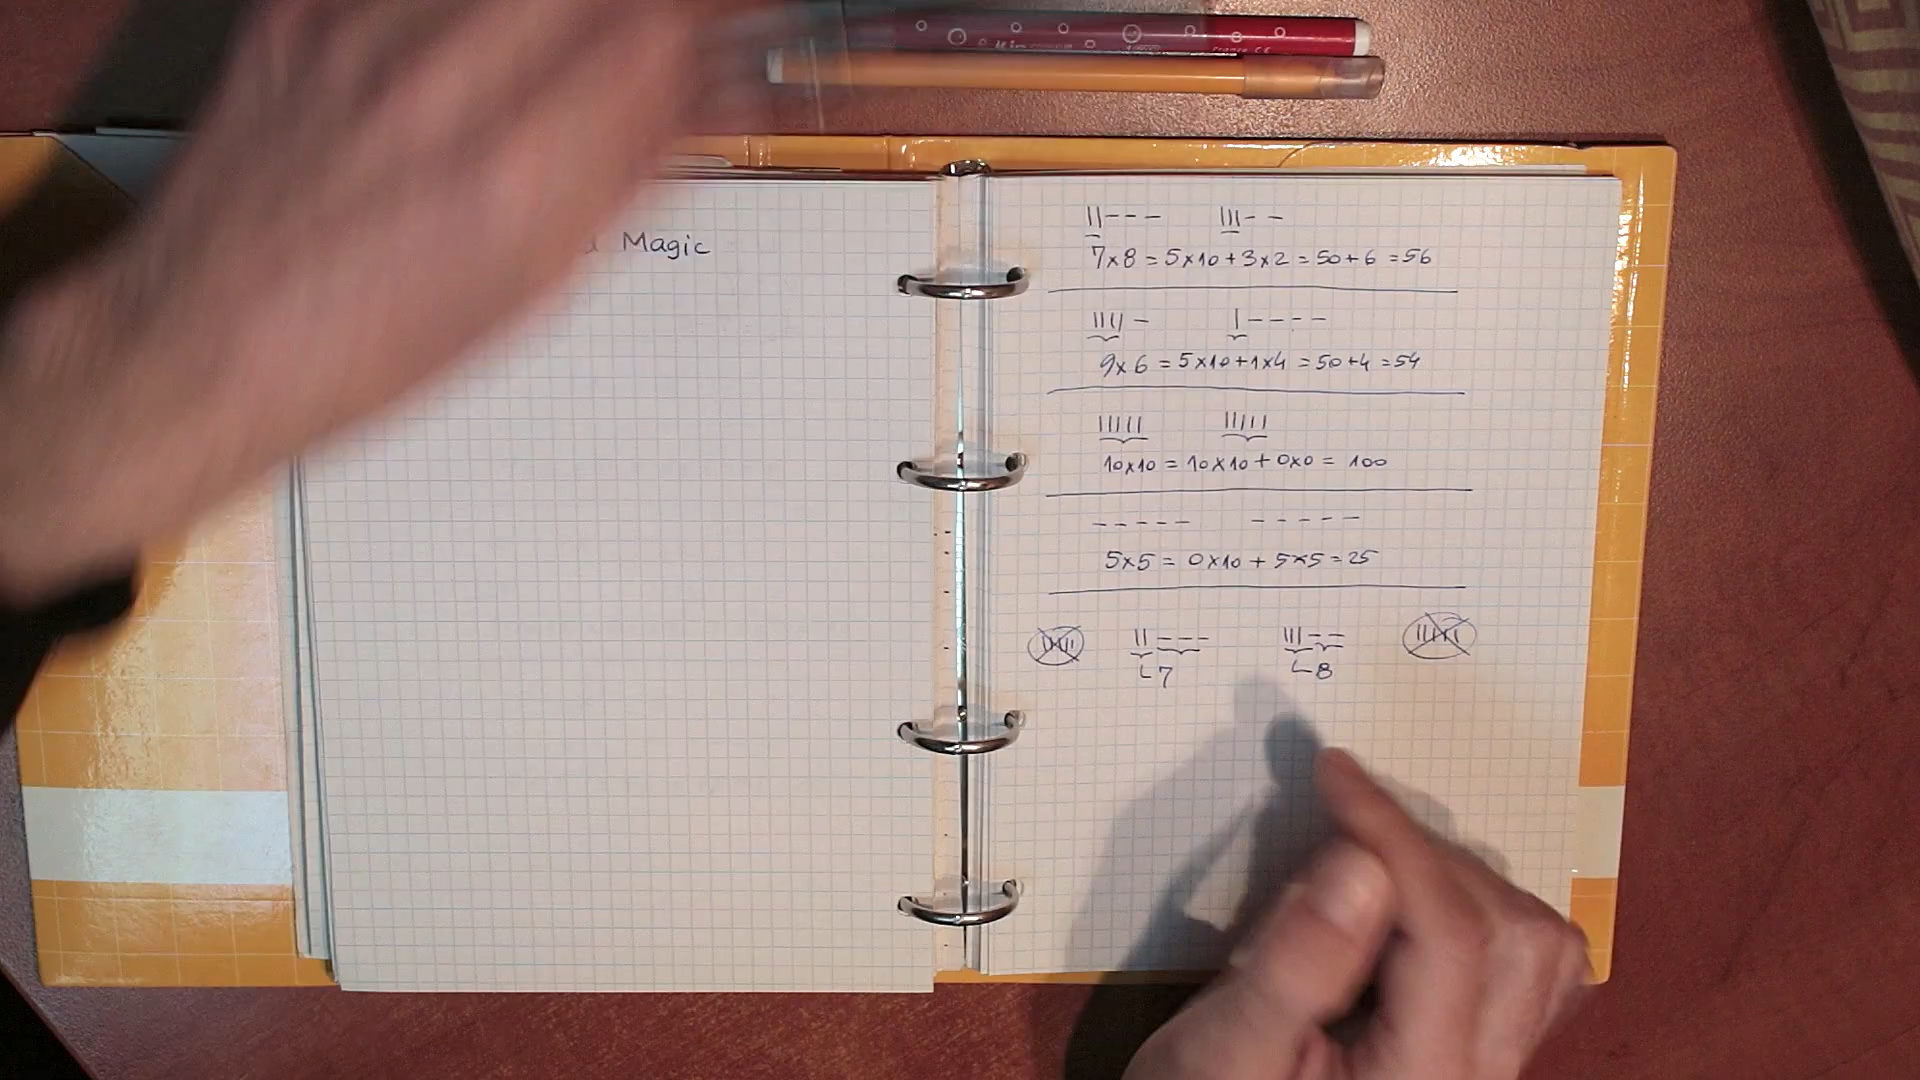 Magic
7x8 = 5x10 + 3x2 = 50 + 6 = 56
9x6 = 5x10 + 1x4 = 50 + 4 = 54
10x10 = 10x10 + 0x0 = 100
5x5 = 0x10 + 5x5 = 25
7 8